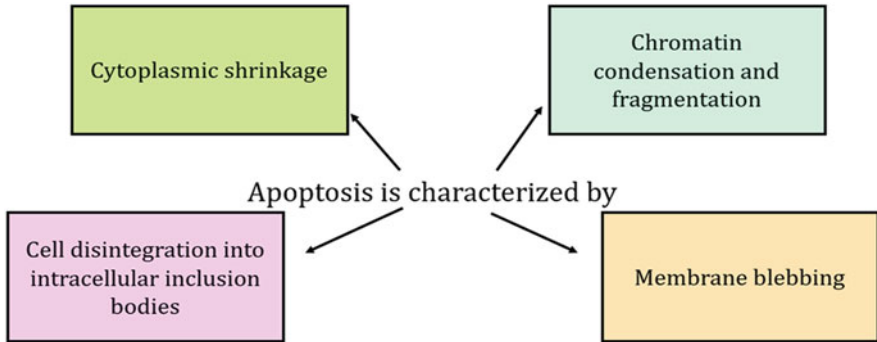 Cytoplasmic shrinkage
Chromatin
condensation and
fragmentation
Apoptosis is characterized by
Cell disintegration into
intracellular inclusion
bodies
Membrane blebbing